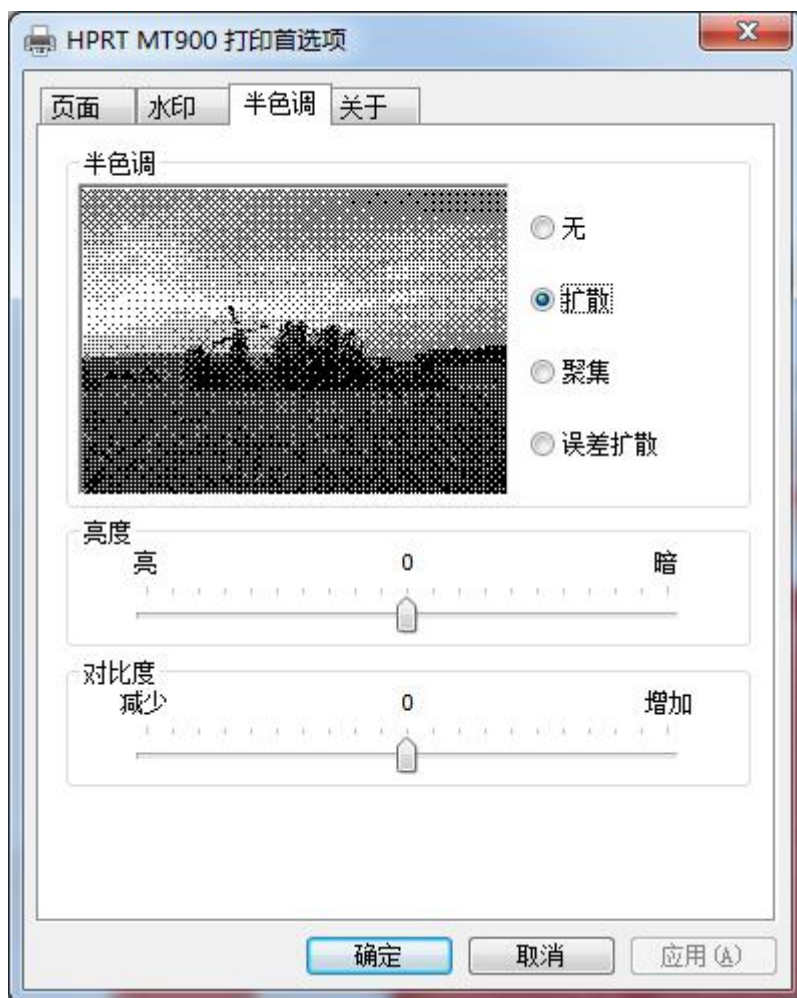 HPRT MT900 打印首选项
页面 水印 半色调 关于
半色调
无
扩散
聚集
误差扩散
亮度
亮 0 暗
对比度
减少 0 增加
确定 取消 应用(A)